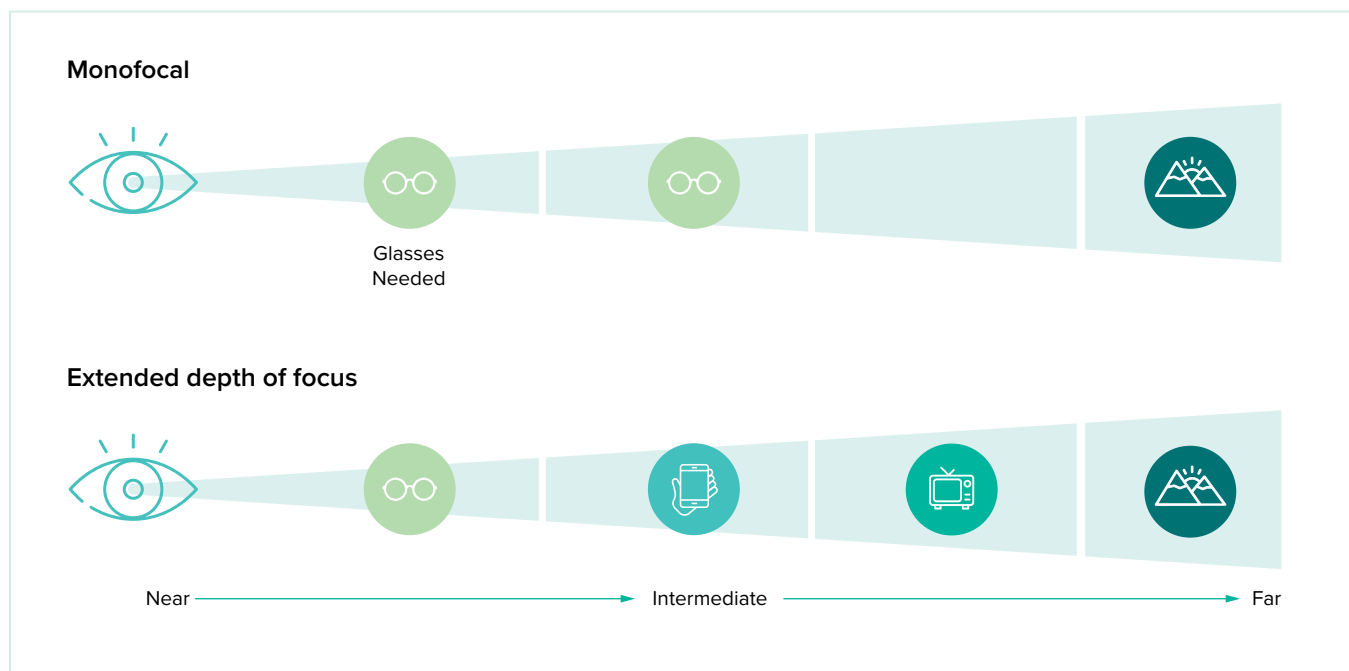 Monofocal
Glasses
Needed
Extended depth of focus
Near
Intermediate
Far